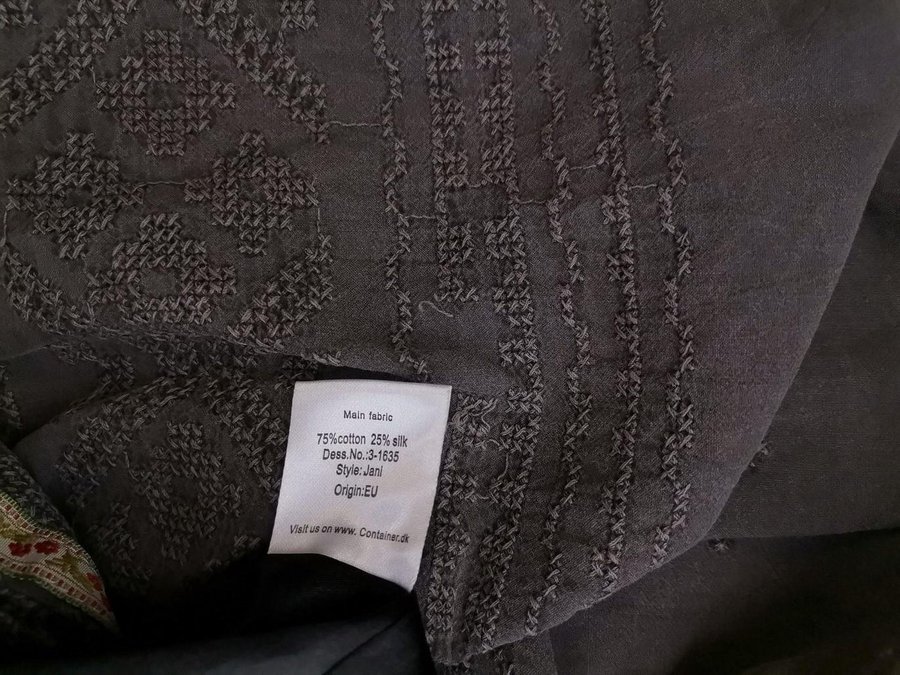 Main fabric
75%cotton 25% silk
Dess.No.:3-1635
Style: Jani
Origin:EU
Visit us on www. Container.dk